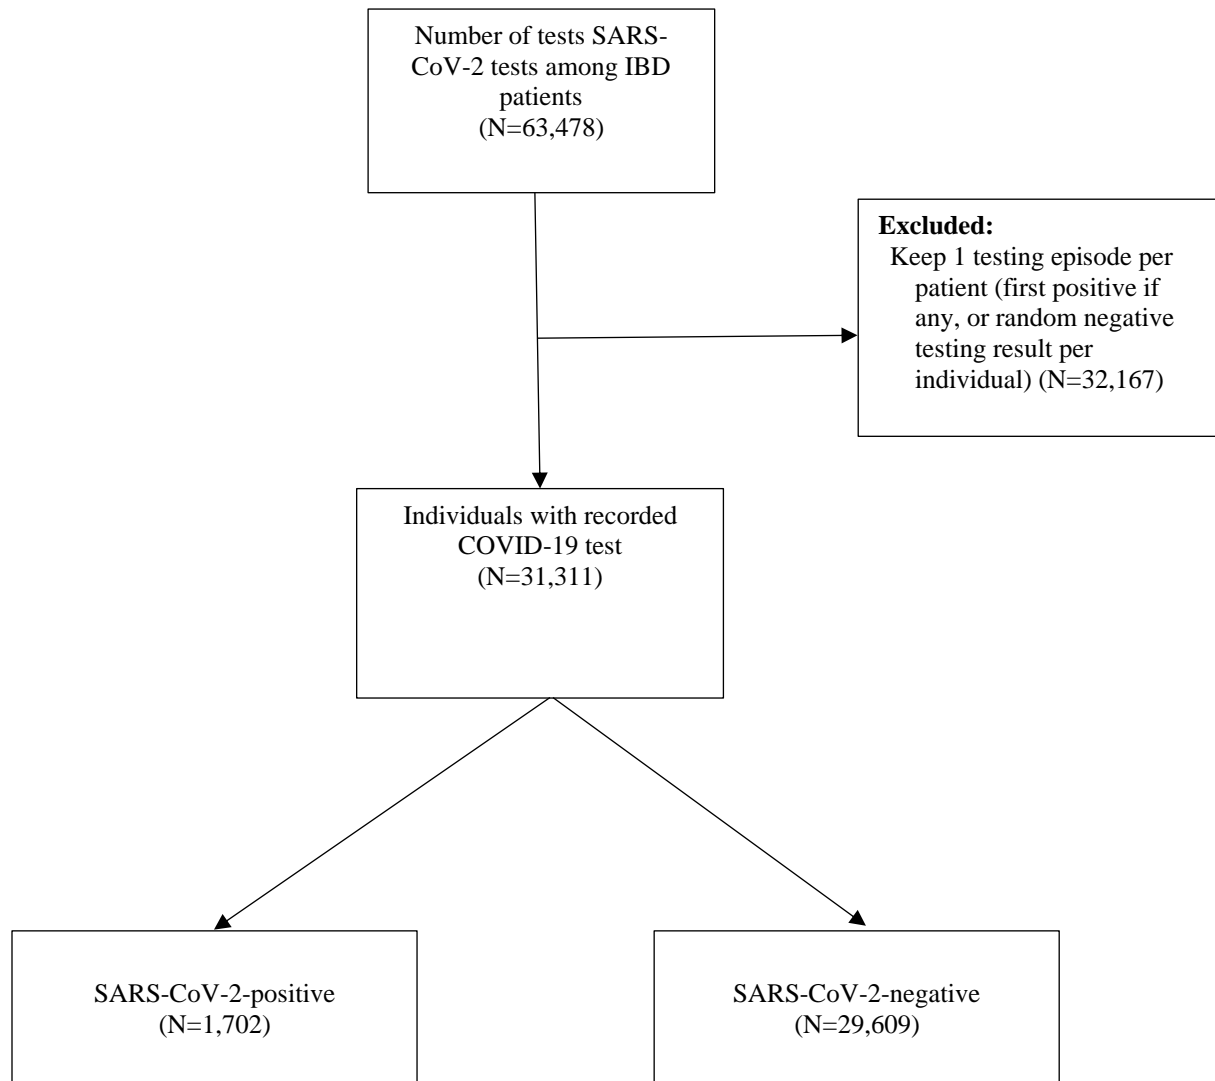 Number of tests SARS-
CoV-2 tests among IBD
patients
(N=63,478)
Excluded:
Keep 1 testing episode per
patient (first positive if
any, or random negative
testing result per
individual) (N=32,167)
Individuals with recorded
COVID-19 test
(N=31,311)
SARS-CoV-2-positive
(N=1,702)
SARS-CoV-2-negative
(N=29,609)